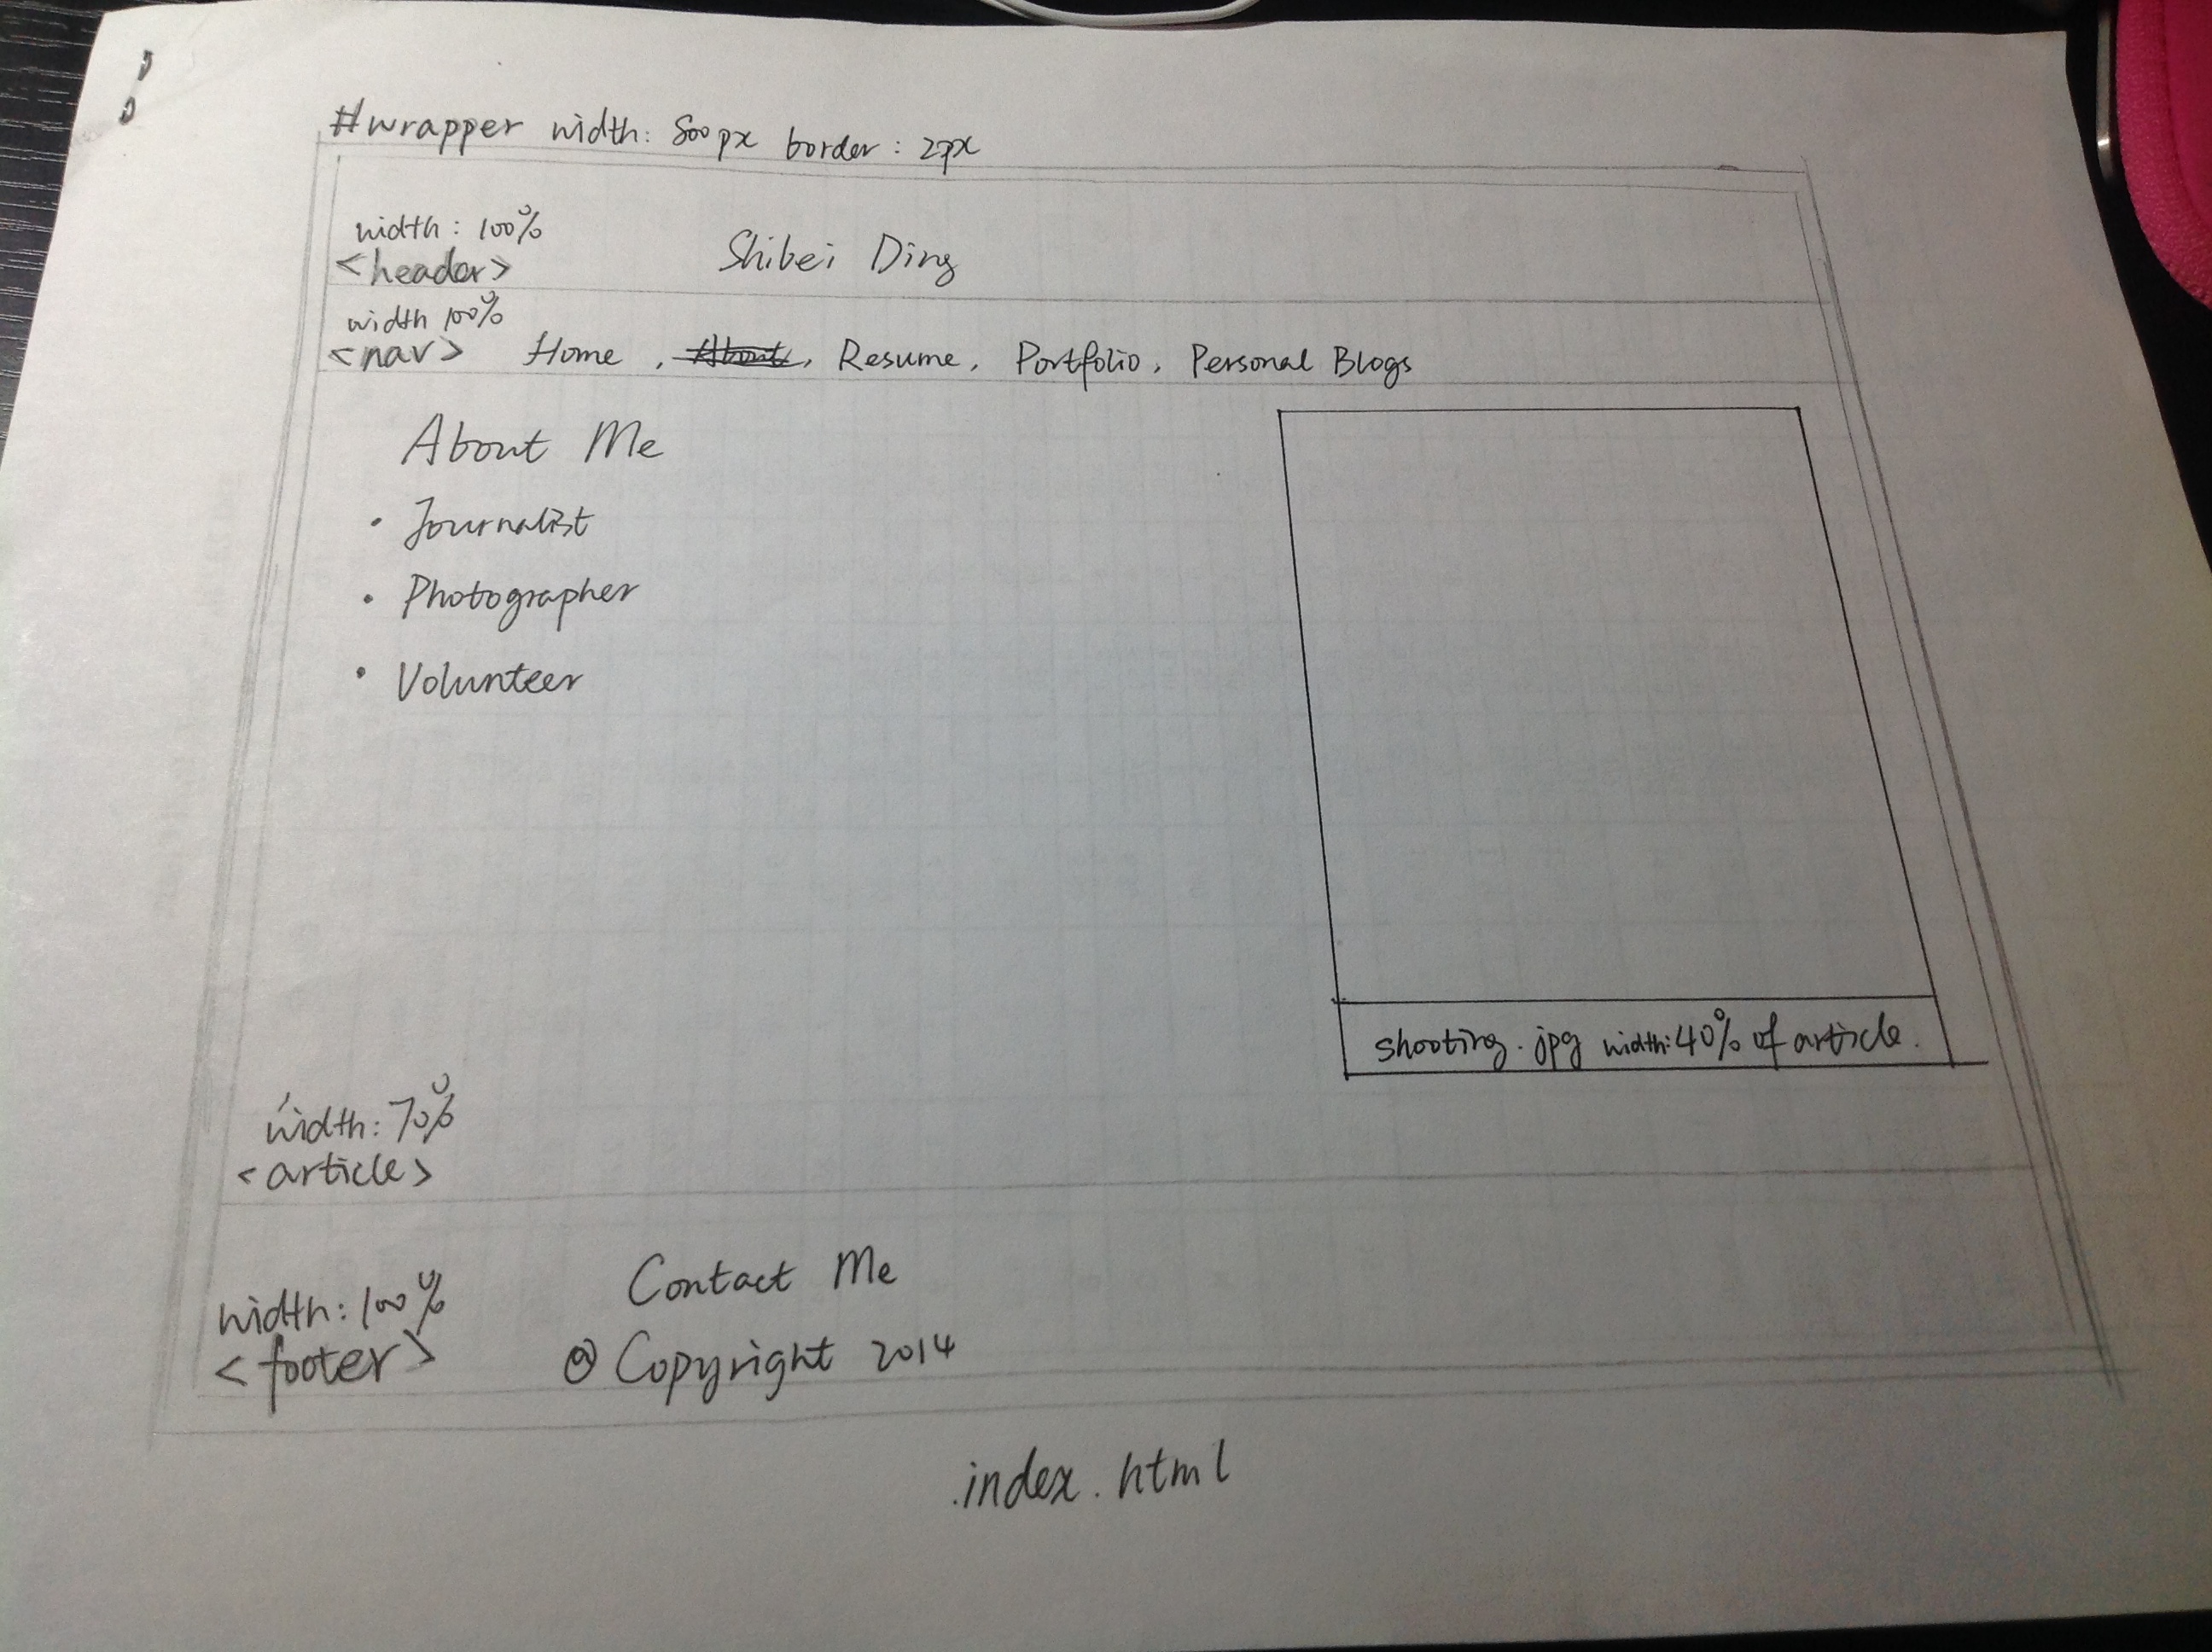 #wrapper width: 800px border: 2px
width: 100%
<header> Shibei Ding
width 100%
<nav> Home, About, Resume, Portfolio, Personal Blogs
About Me
• Journalist
• Photographer
• Volunteer
shooting.jpg width:40% of article.
width: 70%
<article>
Contact Me
width: 100%
<footer> @ Copyright 2014
.index.html